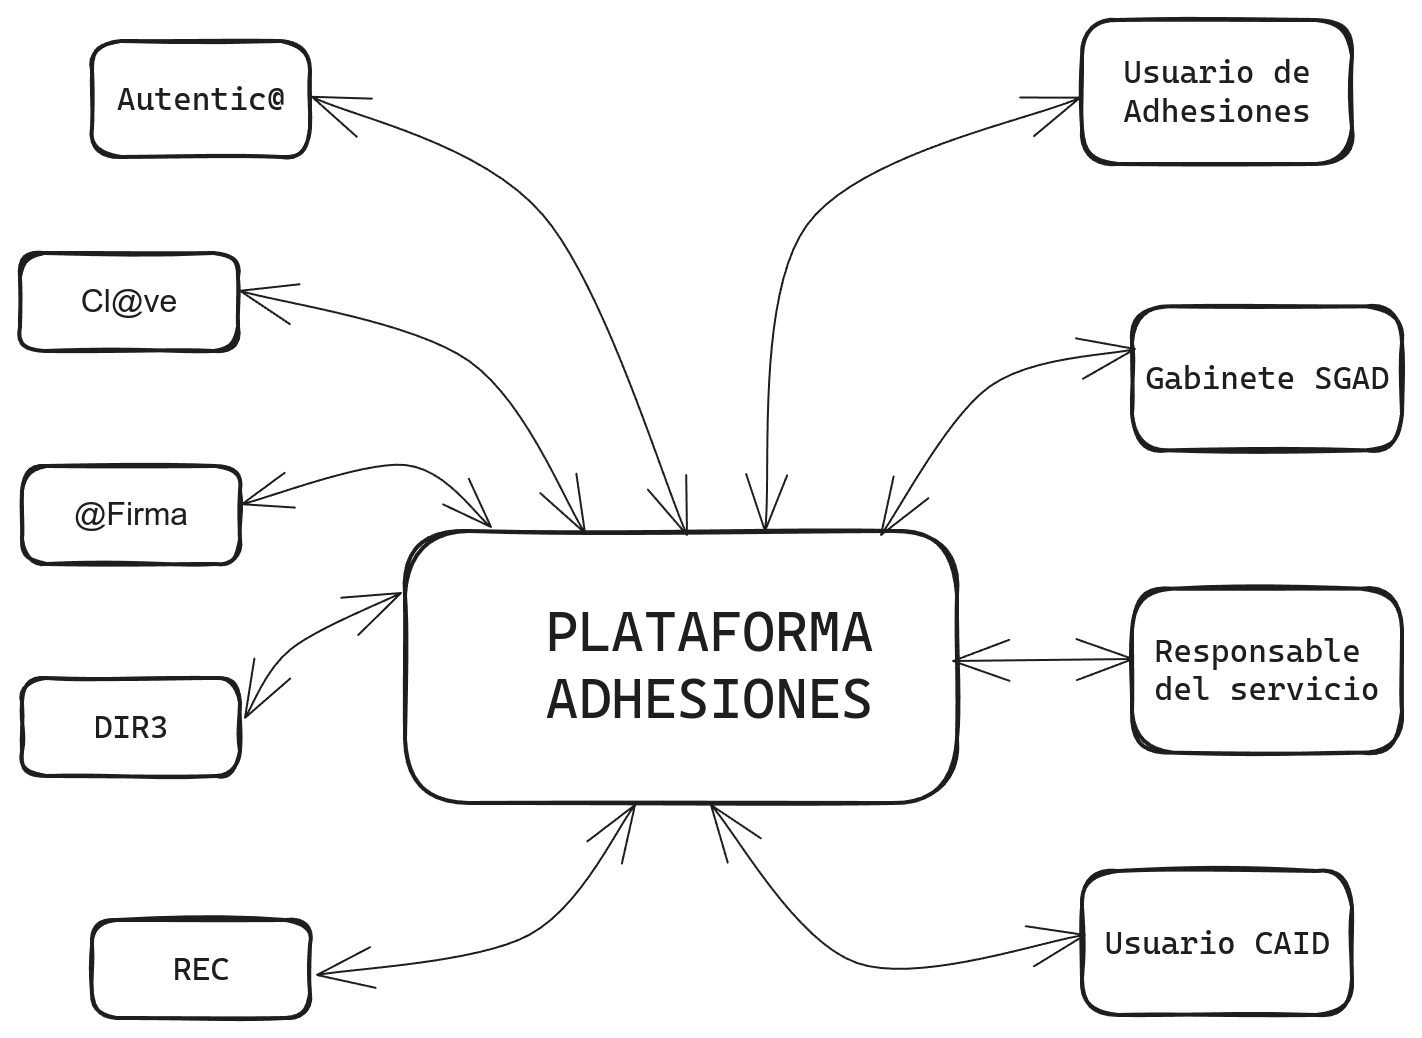 Autentic@
Usuario de
Adhesiones
Cl@ve
Gabinete SGAD
@Firma
PLATAFORMA
ADHESIONES
Responsable
del servicio
DIR3
REC
Usuario CAID